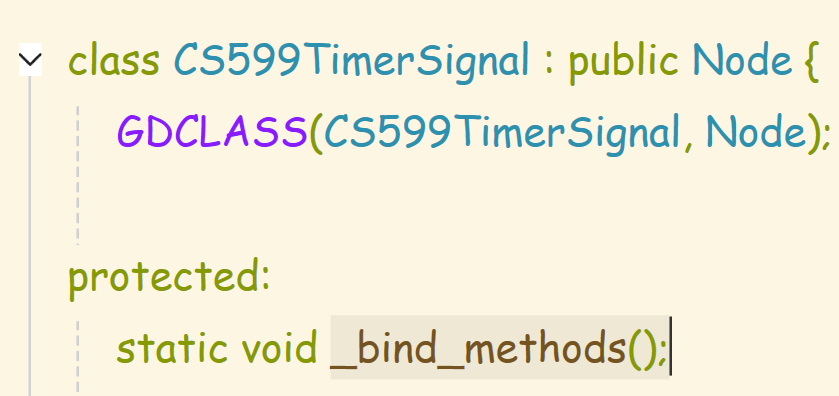 class CS599TimerSignal : public Node {
GDCLASS(CS599TimerSignal, Node);
protected:
static void _bind_methods();